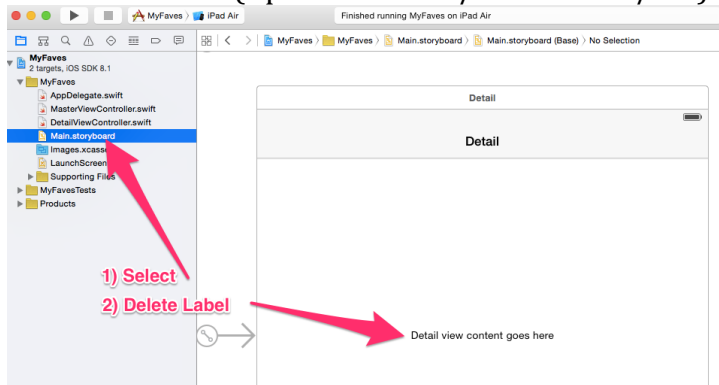 MyFaves 〉 iPad Air
Finished running MyFaves on iPad Air
MyFaves 〉 MyFaves 〉 Main.storyboard 〉 Main.storyboard (Base) 〉 No Selection
MyFaves
2 targets, iOS SDK 8.1
MyFaves
AppDelegate.swift
MasterViewController.swift
DetailViewController.swift
Main.storyboard
Images.xcasse
LaunchScreen
Supporting Files
MyFavesTests
Products
Detail
Detail
1) Select
2) Delete Label
Detail view content goes here